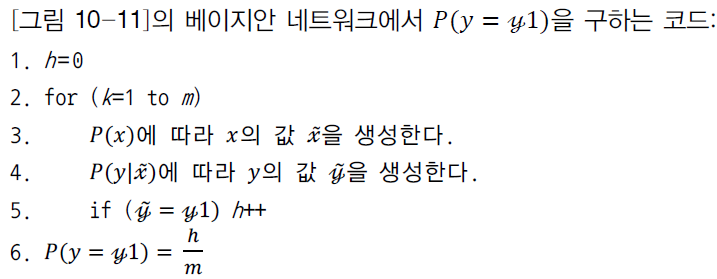 [그림 10-11]의 베이지안 네트워크에서 P(y = y1)을 구하는 코드:
1. h=0
2. for (k=1 to m)
3. P(x)에 따라 x의 값 x̃을 생성한다.
4. P(y|x̃)에 따라 y의 값 ỹ을 생성한다.
5. if (ỹ = y1) h++
6. P(y = y1) = h/m